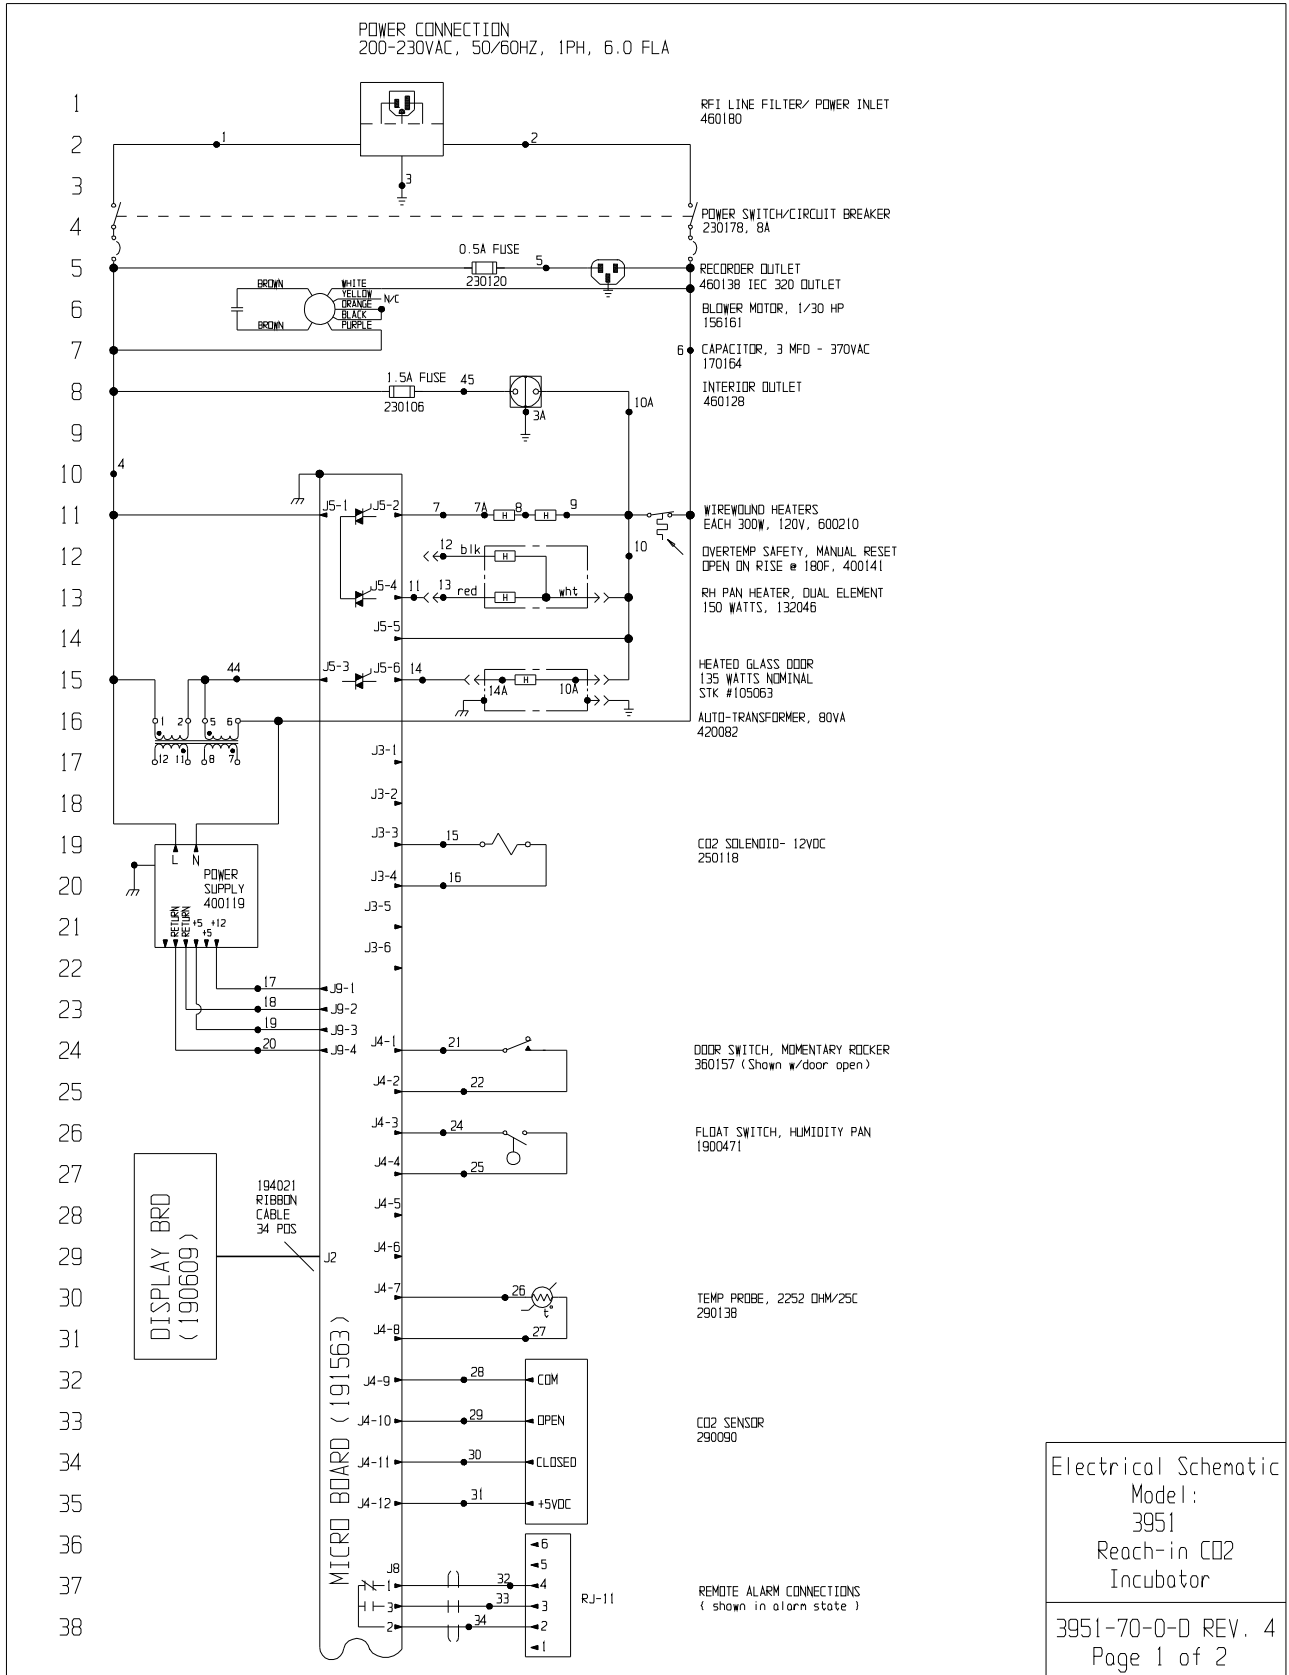 POWER CONNECTION
200-230VAC, 50/60HZ, 1PH, 6.0 FLA
1
RFI LINE FILTER/ POWER INLET
460180
2
1
2
3
3
4
POWER SWITCH/CIRCUIT BREAKER
230178, 8A
0.5A FUSE
5
5
230120
RECORDER OUTLET
460138 IEC 320 OUTLET
BROWN
WHITE
YELLOW
N/C
ORANGE
BLACK
BROWN
PURPLE
6
BLOWER MOTOR, 1/30 HP
156161
7
6
CAPACITOR, 3 MFD - 370VAC
170164
1.5A FUSE
45
8
230106
3A
10A
INTERIOR OUTLET
460128
9
10
4
11
J5-1
J5-2
7
7A
8
9
WIREWOUND HEATERS
EACH 300W, 120V, 600210
H
H
12
12
blk
H
10
OVERTEMP SAFETY, MANUAL RESET
OPEN ON RISE @ 180F, 400141
13
J5-4
11
13
red
H
wht
RH PAN HEATER, DUAL ELEMENT
150 WATTS, 132046
14
J5-5
15
44
J5-3
J5-6
14
14A
H
10A
HEATED GLASS DOOR
135 WATTS NOMINAL
STK #105063
16
1
2
5
6
AUTO-TRANSFORMER, 80VA
420082
17
12
11
8
7
J3-1
18
J3-2
19
L
N
J3-3
15
CO2 SOLENOID- 12VDC
250118
20
POWER
SUPPLY
400119
J3-4
16
21
RETURN
RETURN
+5
+5
+12
J3-5
22
J3-6
17
J9-1
23
18
J9-2
19
J9-3
24
20
J9-4
J4-1
21
DOOR SWITCH, MOMENTARY ROCKER
360157 (Shown w/door open)
25
J4-2
22
26
J4-3
24
FLOAT SWITCH, HUMIDITY PAN
1900471
27
J4-4
25
28
194021
RIBBON
CABLE
34 POS
J4-5
29
DISPLAY BRD
(190609)
J2
J4-6
30
J4-7
26
t°
TEMP PROBE, 2252 OHM/25C
290138
31
J4-8
27
MICRO BOARD (191563)
32
J4-9
28
COM
33
J4-10
29
OPEN
CO2 SENSOR
290090
34
J4-11
30
CLOSED
35
J4-12
31
+5VDC
36
6
5
37
J8
1
32
4
RJ-11
REMOTE ALARM CONNECTIONS
( shown in alarm state )
3
33
3
38
2
34
2
1
Electrical Schematic
Model:
3951
Reach-in CO2
Incubator
3951-70-0-D REV. 4
Page 1 of 2